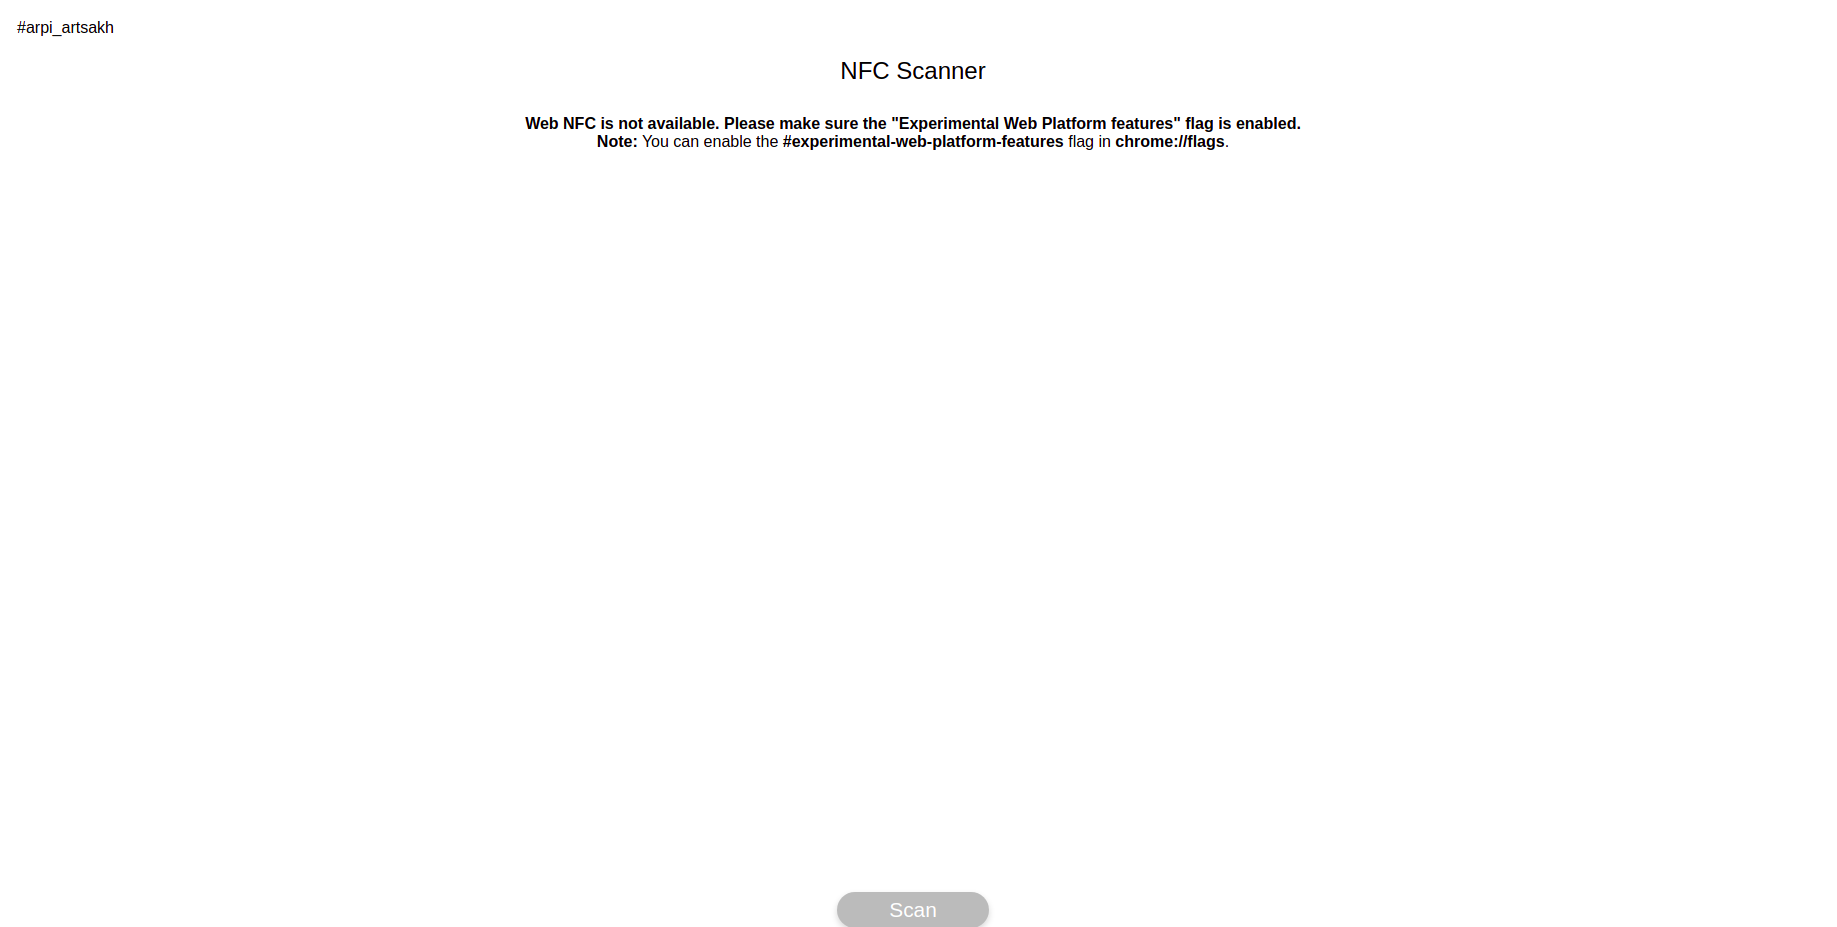 #arpi_artsakh
NFC Scanner
Web NFC is not available. Please make sure the "Experimental Web Platform features" flag is enabled.
Note: You can enable the #experimental-web-platform-features flag in chrome://flags.
Scan